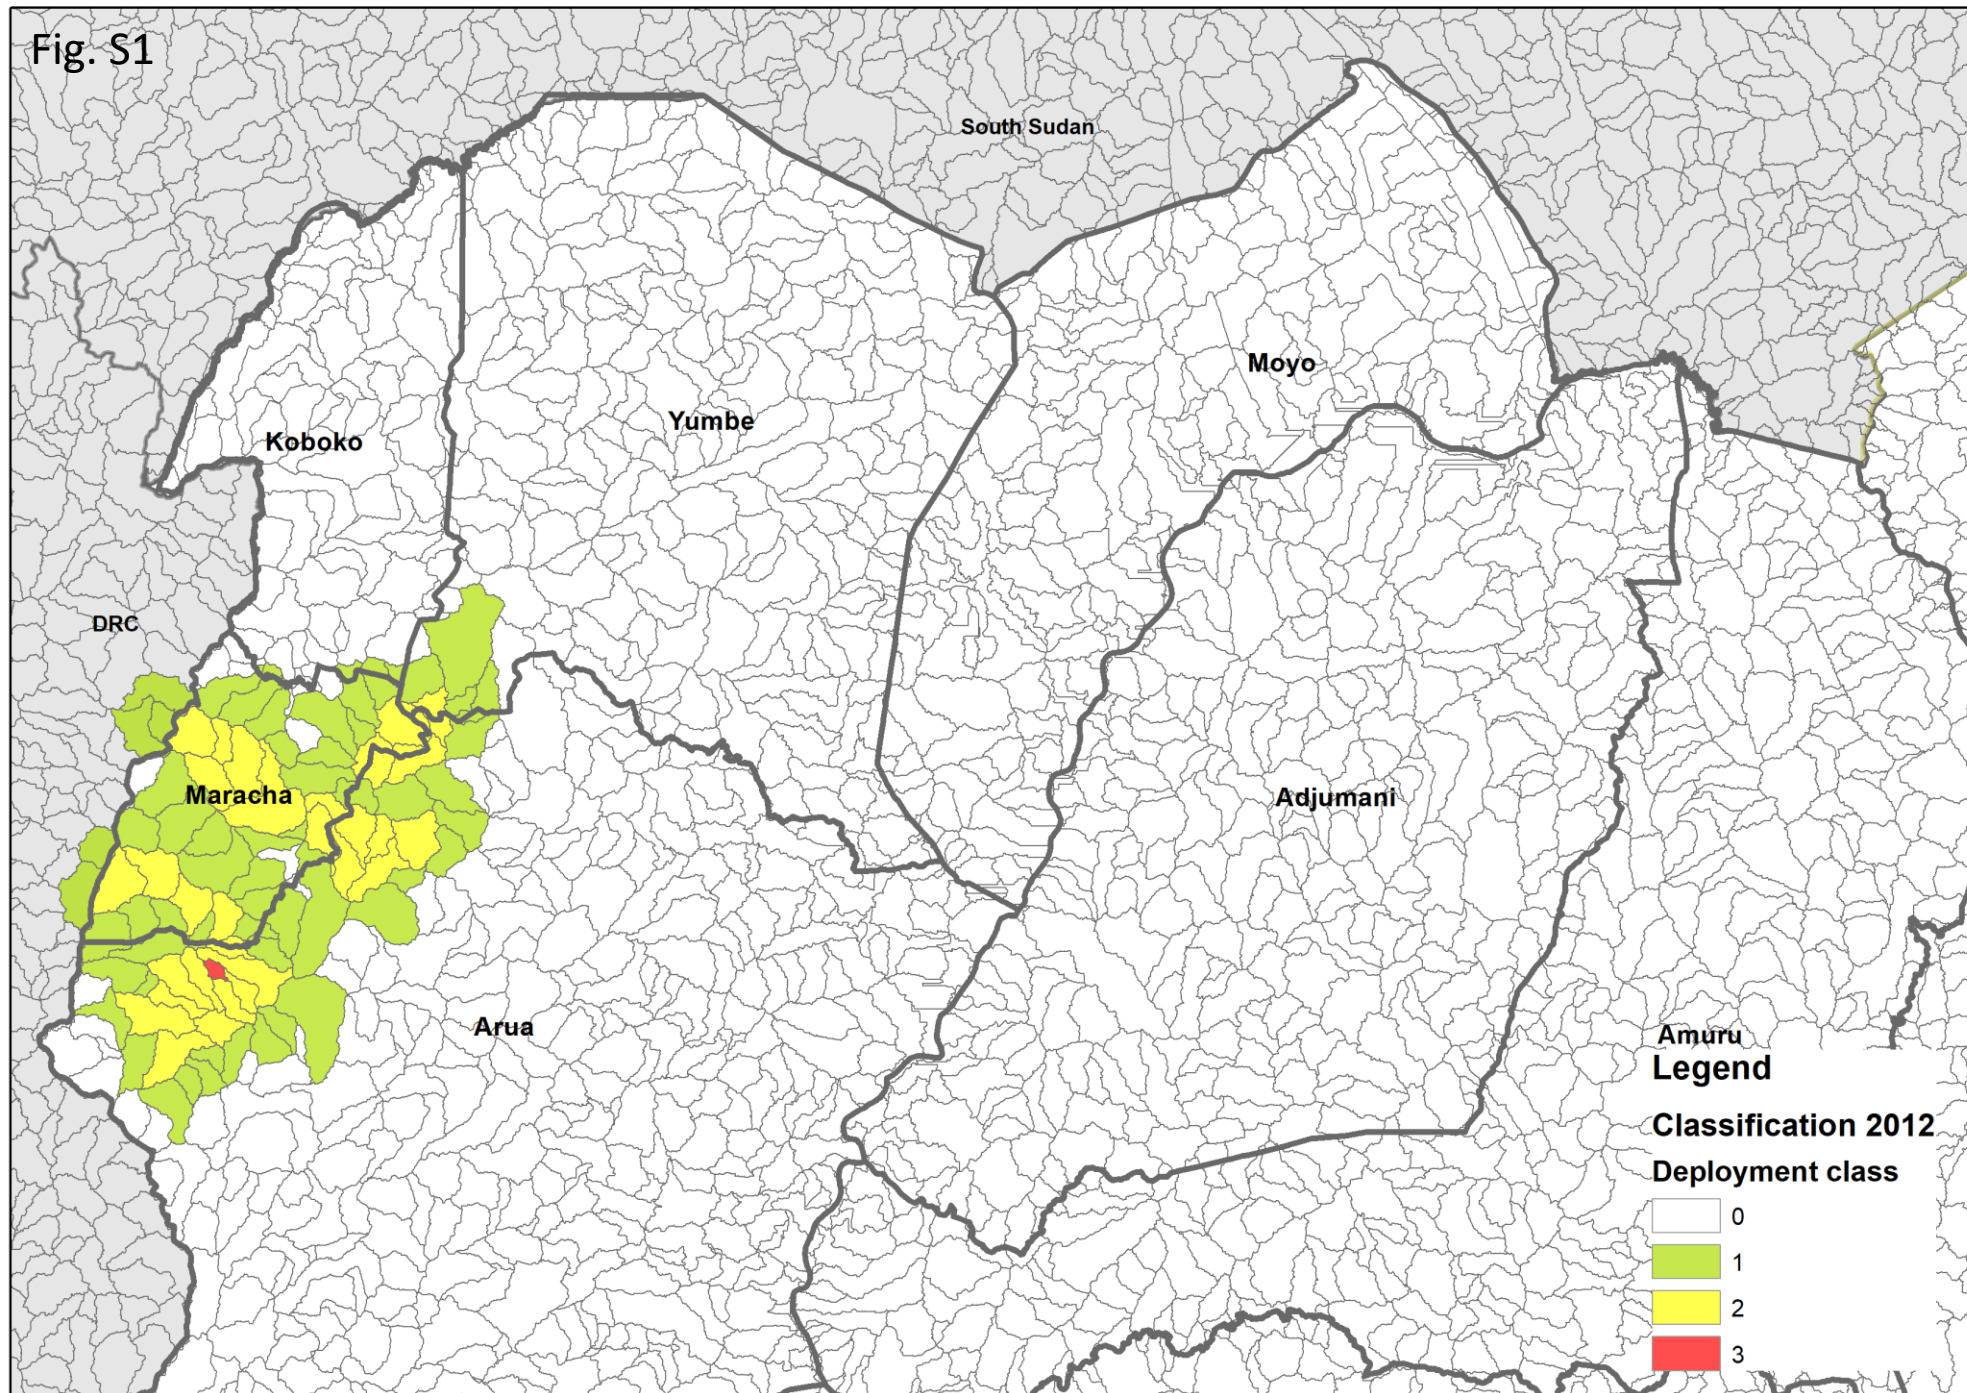 Fig. S1
South Sudan
Moyo
Yumbe
Koboko
DRC
Maracha
Adjumani
Arua
Amuru
Legend
Classification 2012
Deployment class
0
1
2
3